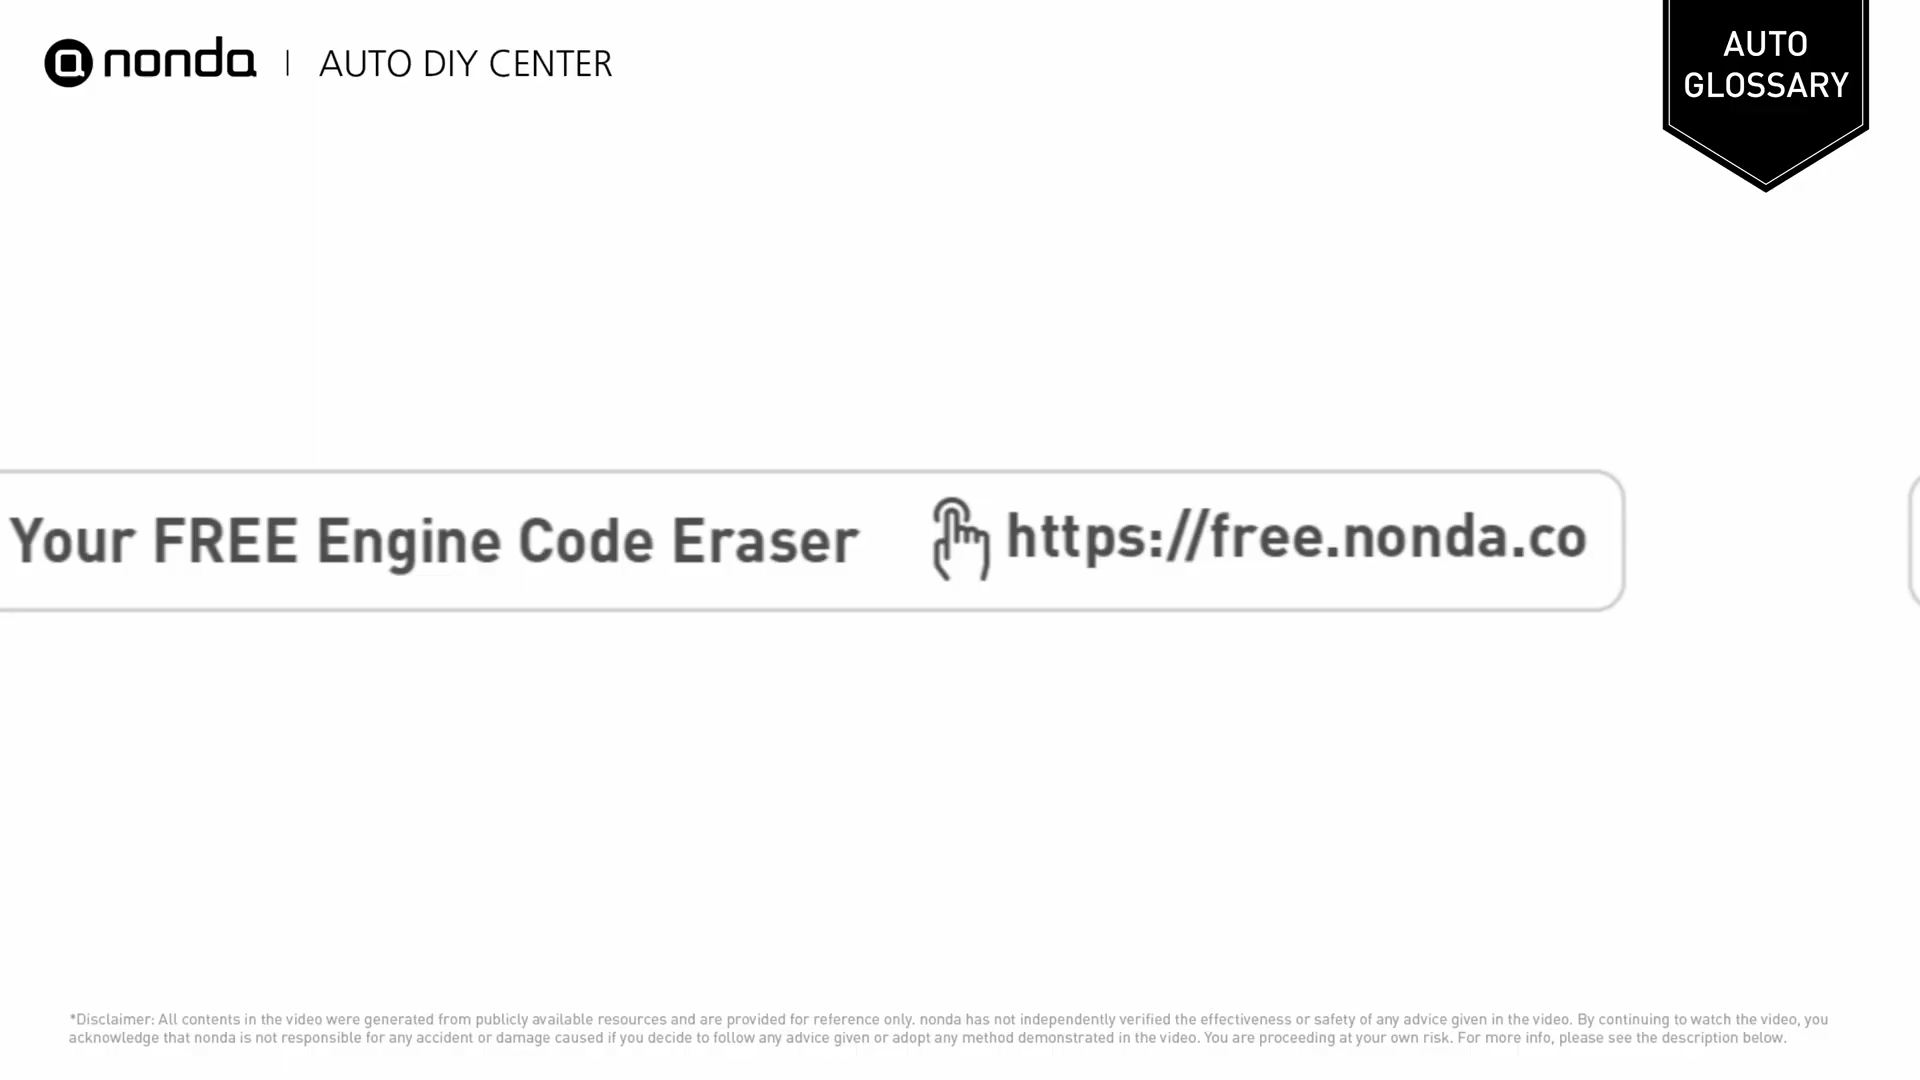 nonda | AUTO DIY CENTER
AUTO
GLOSSARY
Your FREE Engine Code Eraser https://free.nonda.co
*Disclaimer: All contents in the video were generated from publicly available resources and are provided for reference only. nonda has not independently verified the effectiveness or safety of any advice given in the video. By continuing to watch the video, you
acknowledge that nonda is not responsible for any accident or damage caused if you decide to follow any advice given or adopt any method demonstrated in the video. You are proceeding at your own risk. For more info, please see the description below.